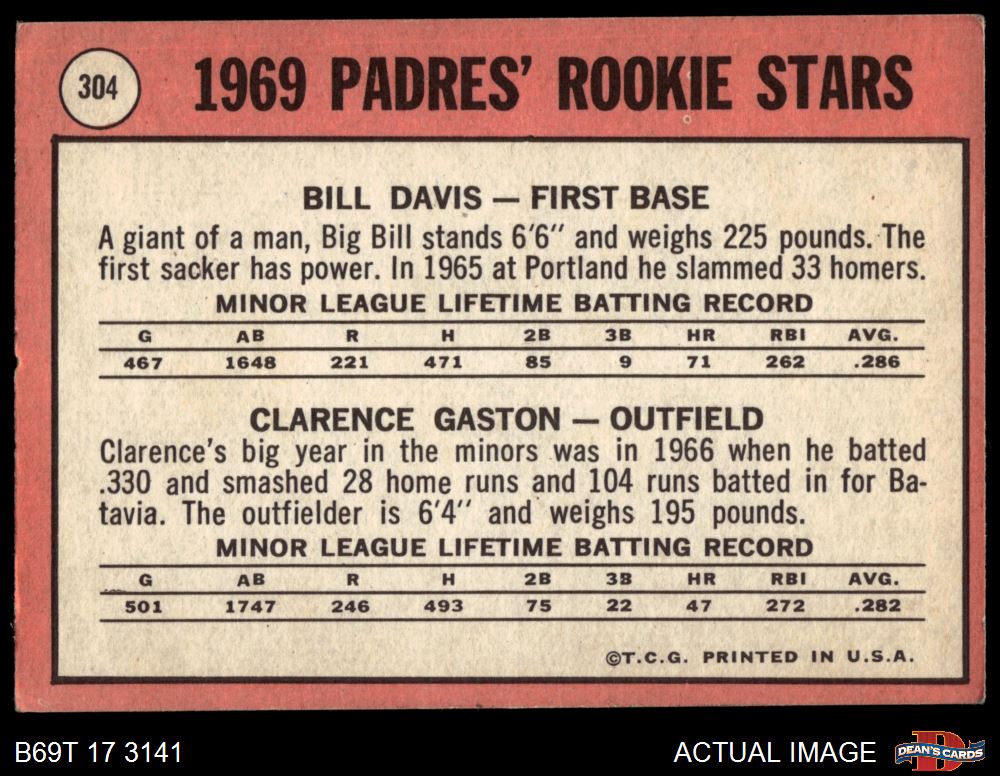 304
1969 PADRES' ROOKIE STARS
BILL DAVIS — FIRST BASE
A giant of a man, Big Bill stands 6'6" and weighs 225 pounds. The
first sacker has power. In 1965 at Portland he slammed 33 homers.
MINOR LEAGUE LIFETIME BATTING RECORD
G AB R H 2B 3B HR RBI AVG.
467 1648 221 471 85 9 71 262 .286
CLARENCE GASTON — OUTFIELD
Clarence's big year in the minors was in 1966 when he batted
.330 and smashed 28 home runs and 104 runs batted in for Ba-
tavia. The outfielder is 6'4" and weighs 195 pounds.
MINOR LEAGUE LIFETIME BATTING RECORD
G AB R H 2B 3B HR RBI AVG.
501 1747 246 493 75 22 47 272 .282
©T.C.G. PRINTED IN U.S.A.
B69T 17 3141
ACTUAL IMAGE
DEAN'S CARDS